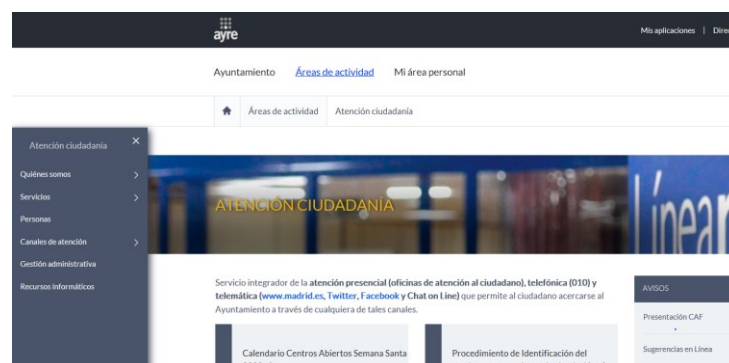 ayre
Mis aplicaciones | Dire
Ayuntamiento Áreas de actividad Mi área personal
Áreas de actividad Atención ciudadanía
Atención ciudadanía ×
Quiénes somos >
Servicios >
Personas
Canales de atención >
Gestión administrativa
Recursos informáticos
ATENCIÓN CIUDADANÍA
Línea
Servicio integrador de la atención presencial (oficinas de atención al ciudadano), telefónica (010) y
telemática (www.madrid.es, Twitter, Facebook y Chat on Line) que permite al ciudadano acercarse al
Ayuntamiento a través de cualquiera de tales canales.
AVISOS
Presentación CAF
Sugerencias en Línea
Calendario Centros Abiertos Semana Santa
Procedimiento de Identificación del